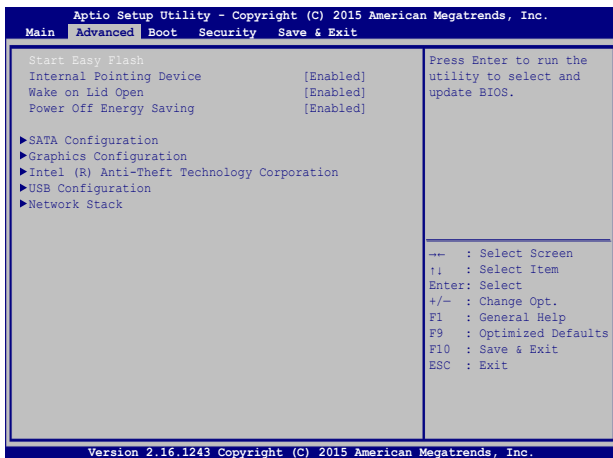 Aptio Setup Utility - Copyright (C) 2015 American Megatrends, Inc.
Main Advanced Boot Security Save & Exit
Start Easy Flash
Internal Pointing Device [Enabled]
Wake on Lid Open [Enabled]
Power Off Energy Saving [Enabled]
▶SATA Configuration
▶Graphics Configuration
▶Intel (R) Anti-Theft Technology Corporation
▶USB Configuration
▶Network Stack
Press Enter to run the
utility to select and
update BIOS.
→← : Select Screen
↑↓ : Select Item
Enter: Select
+/— : Change Opt.
F1 : General Help
F9 : Optimized Defaults
F10 : Save & Exit
ESC : Exit
Version 2.16.1243 Copyright (C) 2015 American Megatrends, Inc.